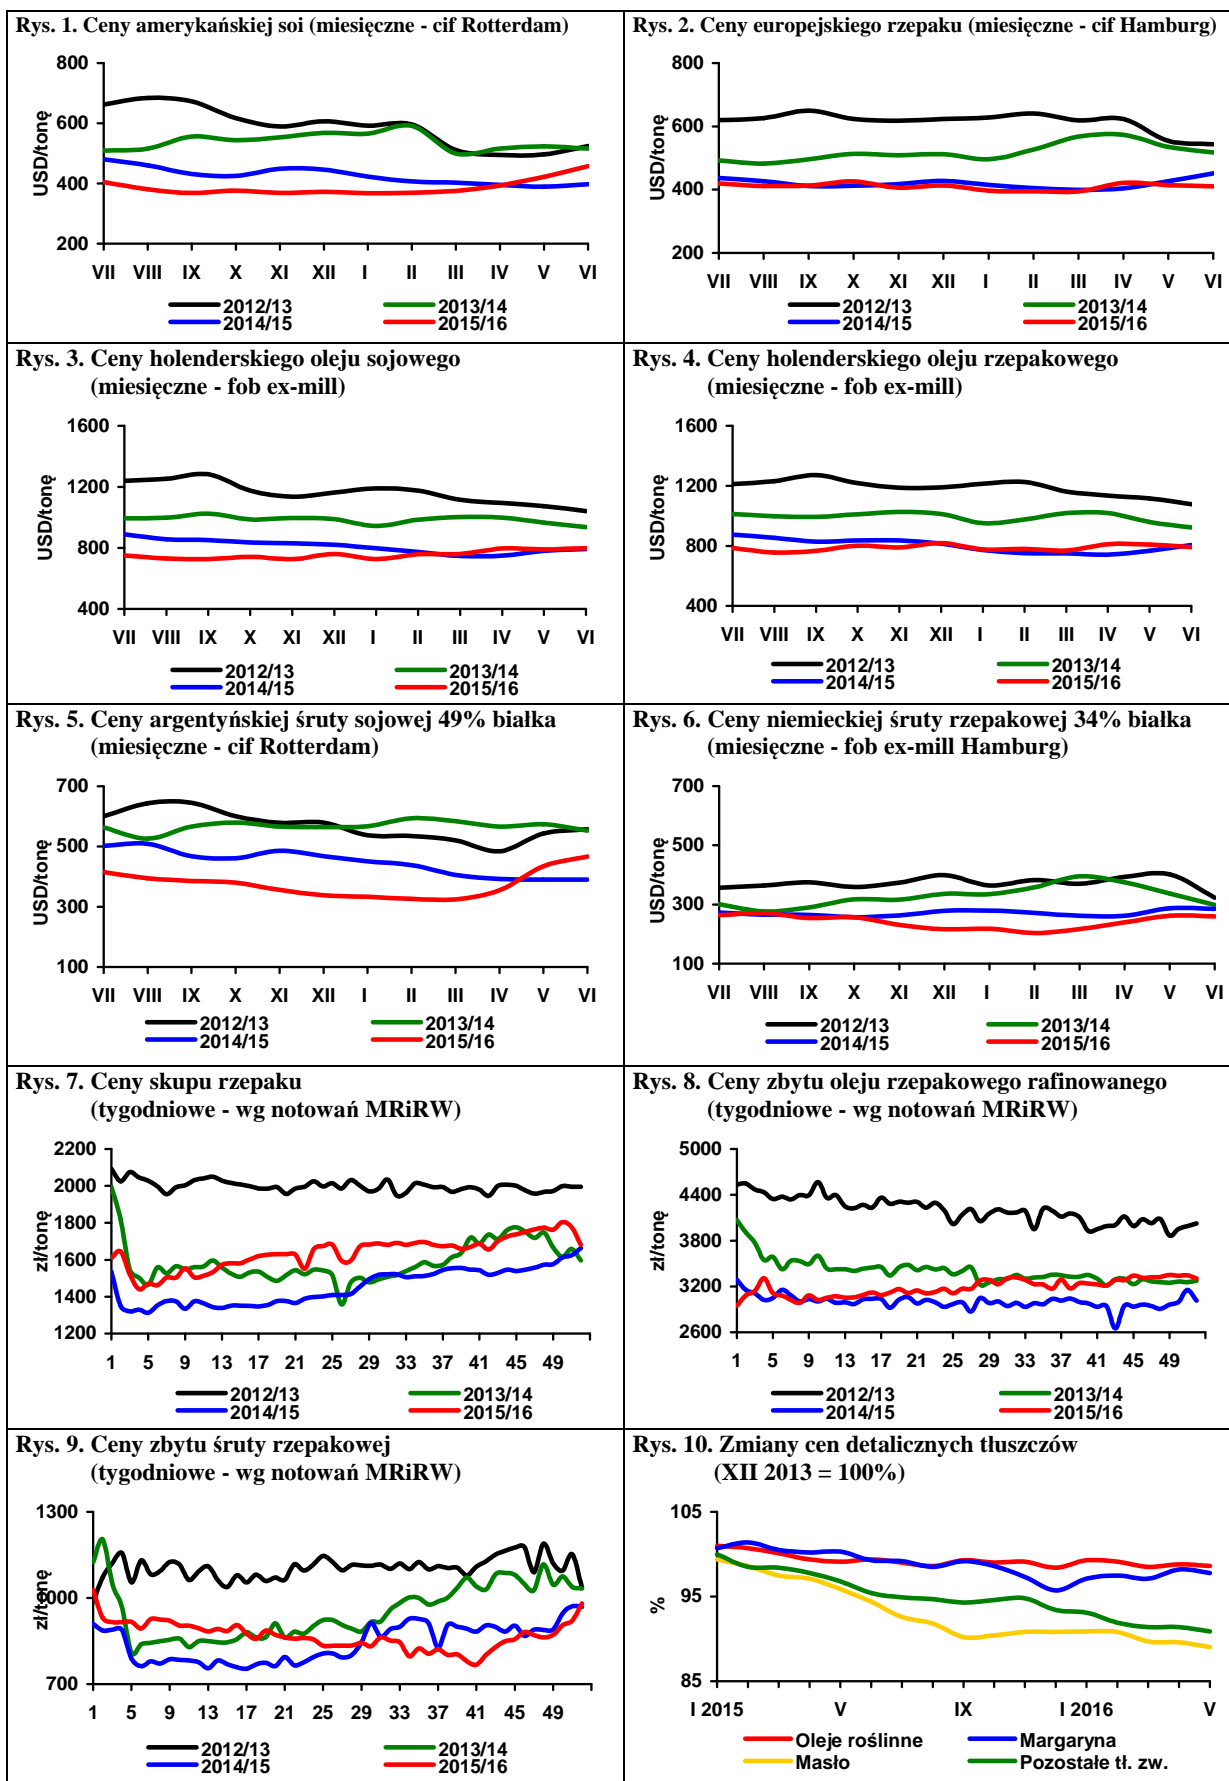 Rys. 1. Ceny amerykańskiej soi (miesięczne - cif Rotterdam)
800
600
400
200
USD/tonę
VII VIII IX X XI XII I II III IV V VI
2012/13 2013/14
2014/15 2015/16
Rys. 2. Ceny europejskiego rzepaku (miesięczne - cif Hamburg)
800
600
400
200
USD/tonę
VII VIII IX X XI XII I II III IV V VI
2012/13 2013/14
2014/15 2015/16
Rys. 3. Ceny holenderskiego oleju sojowego
(miesięczne - fob ex-mill)
1600
1200
800
400
USD/tonę
VII VIII IX X XI XII I II III IV V VI
2012/13 2013/14
2014/15 2015/16
Rys. 4. Ceny holenderskiego oleju rzepakowego
(miesięczne - fob ex-mill)
1600
1200
800
400
USD/tonę
VII VIII IX X XI XII I II III IV V VI
2012/13 2013/14
2014/15 2015/16
Rys. 5. Ceny argentyńskiej śruty sojowej 49% białka
(miesięczne - cif Rotterdam)
700
500
300
100
USD/tonę
VII VIII IX X XI XII I II III IV V VI
2012/13 2013/14
2014/15 2015/16
Rys. 6. Ceny niemieckiej śruty rzepakowej 34% białka
(miesięczne - fob ex-mill Hamburg)
700
500
300
100
USD/tonę
VII VIII IX X XI XII I II III IV V VI
2012/13 2013/14
2014/15 2015/16
Rys. 7. Ceny skupu rzepaku
(tygodniowe - wg notowań MRiRW)
2200
2000
1800
1600
1400
1200
zł/tonę
1 5 9 13 17 21 25 29 33 37 41 45 49
2012/13 2013/14
2014/15 2015/16
Rys. 8. Ceny zbytu oleju rzepakowego rafinowanego
(tygodniowe - wg notowań MRiRW)
5000
4400
3800
3200
2600
zł/tonę
1 5 9 13 17 21 25 29 33 37 41 45 49
2012/13 2013/14
2014/15 2015/16
Rys. 9. Ceny zbytu śruty rzepakowej
(tygodniowe - wg notowań MRiRW)
1300
1000
700
zł/tonę
1 5 9 13 17 21 25 29 33 37 41 45 49
2012/13 2013/14
2014/15 2015/16
Rys. 10. Zmiany cen detalicznych tłuszczów
(XII 2013 = 100%)
105
95
85
%
I 2015 V IX I 2016 V
Oleje roślinne Margaryna
Masło Pozostałe tł. zw.